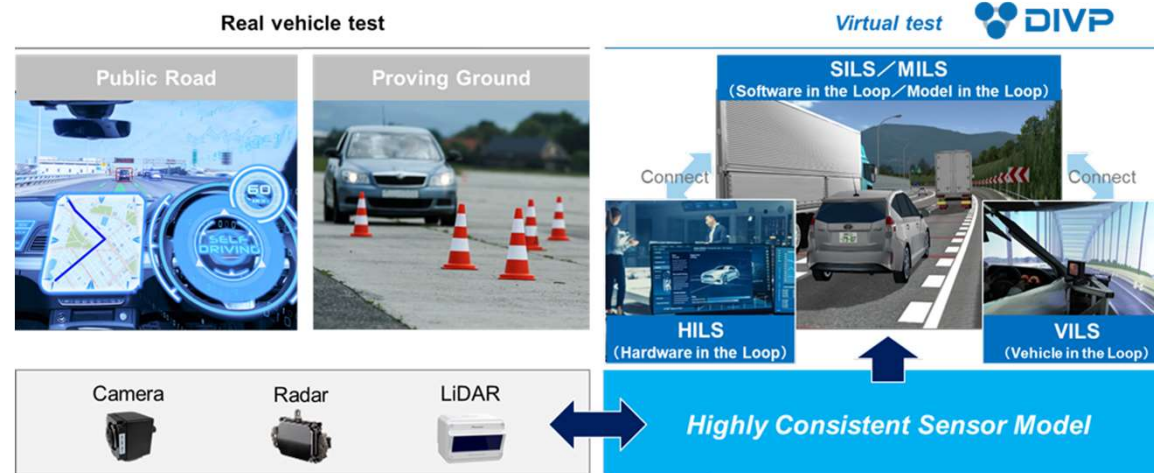 Real vehicle test
Virtual test
DIVP
Public Road
Proving Ground
SILS／MILS
（Software in the Loop／Model in the Loop）
60
SELF
DRIVING
Connect
Connect
HILS
（Hardware in the Loop）
VILS
（Vehicle in the Loop）
Camera
Radar
LiDAR
Highly Consistent Sensor Model